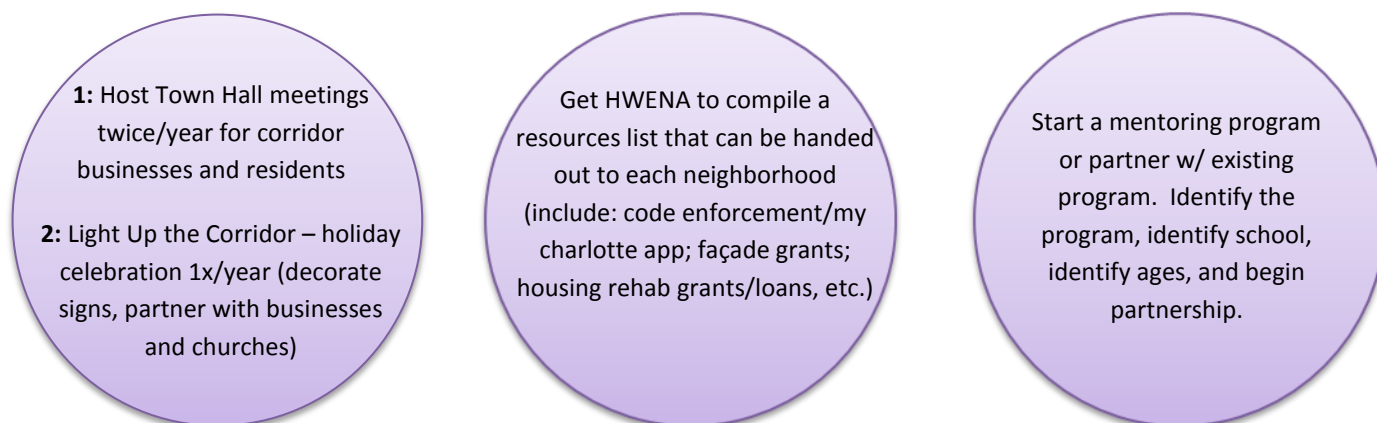 1: Host Town Hall meetings
twice/year for corridor
businesses and residents
2: Light Up the Corridor – holiday
celebration 1x/year (decorate
signs, partner with businesses
and churches)
Get HWENA to compile a
resources list that can be handed
out to each neighborhood
(include: code enforcement/my
charlotte app; façade grants;
housing rehab grants/loans, etc.)
Start a mentoring program
or partner w/ existing
program.  Identify the
program, identify school,
identify ages, and begin
partnership.